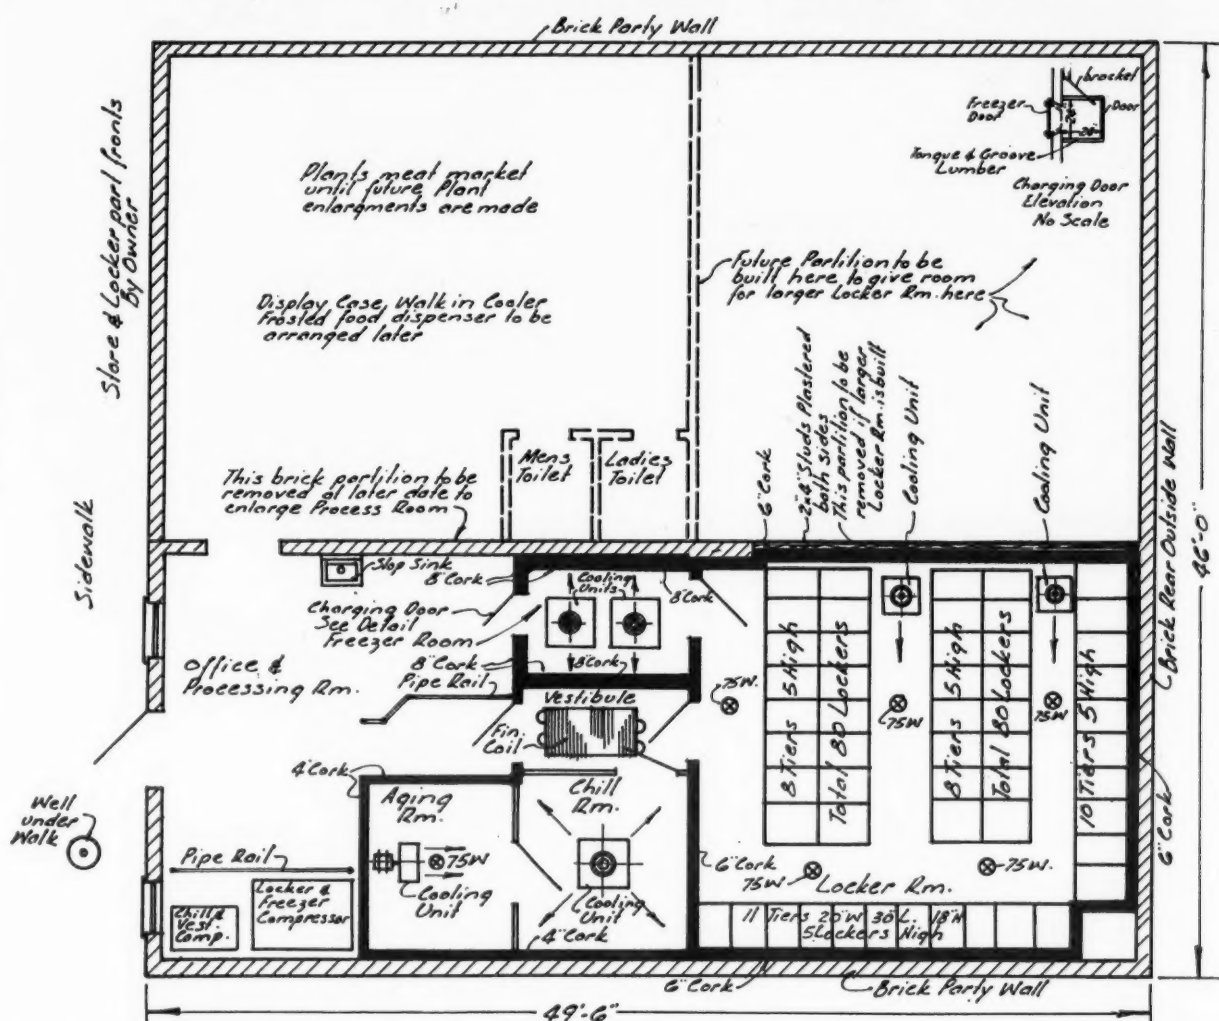 Brick Party Wall
Store & Locker part fronts
By Owner
Plants meat market
until future Plant
enlargments are made
Display Case, Walk in Cooler
Frosted food dispenser to be
arranged later
bracket
Freezer
Door
Door
26"
26"
Tongue & Groove
Lumber
Charging Door
Elevation
No Scale
Future Partition to be
built here to give room
for larger Locker Rm. here
Mens
Toilet
Ladies
Toilet
This brick partition to be
removed at later date to
enlarge Process Room
6" Cork
2"x4" Studs Plastered
both sides
This partition to be
removed if larger
Locker Rm. is built
Cooling Unit
Cooling Unit
Brick Rear Outside Wall
46'-0"
Sidewalk
Slop Sink
8" Cork
Cooling
Units
8" Cork
Charging Door
See Detail
Freezer Room
8" Cork
8" Cork
Office &
Processing Rm.
Pipe Rail
Vestibule
Fin
Coil
75W.
75W
75W
8 Tiers 5 High
Total 80 Lockers
8 Tiers 5 High
Total 80 Lockers
10 Tiers 5 High
4" Cork
Aging
Rm.
Chill
Rm.
Well
under
Walk
Pipe Rail
75W
Cooling
Unit
Cooling
Unit
6" Cork
75W
75W
Locker Rm.
6" Cork
Chill &
Vest.
Comp.
Locker &
Freezer
Compressor
4" Cork
11 Tiers 20"W 30"L. 18"H
5 Lockers High
6" Cork
Brick Party Wall
49'-6"